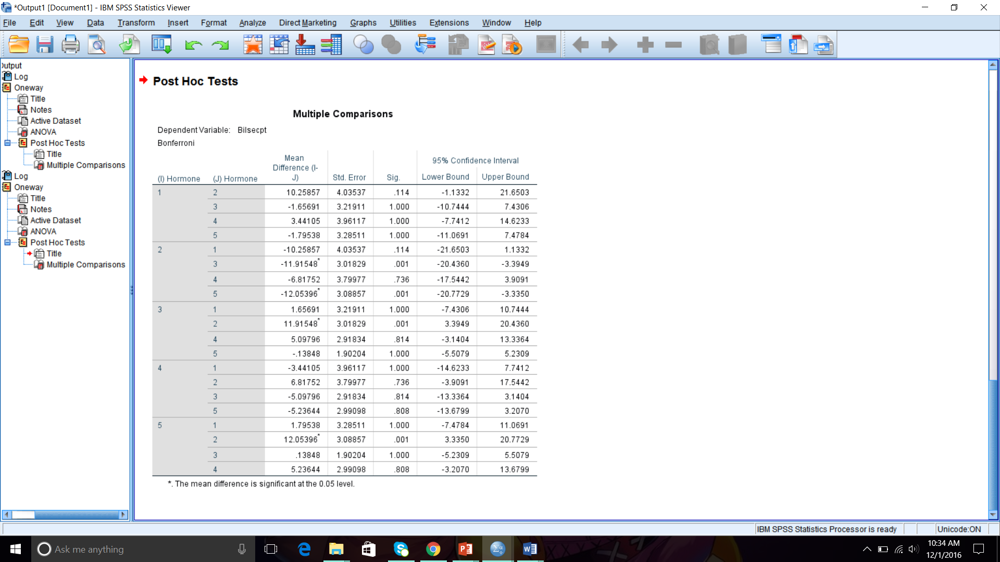 *Output1 [Document1] - IBM SPSS Statistics Viewer
File Edit View Data Transform Insert Format Analyze Direct Marketing Graphs Utilities Extensions Window Help
Output
Log
Oneway
Title
Notes
Active Dataset
ANOVA
Post Hoc Tests
Title
Multiple Comparisons
Log
Oneway
Title
Notes
Active Dataset
ANOVA
Post Hoc Tests
Title
Multiple Comparisons
Post Hoc Tests
Multiple Comparisons
Dependent Variable: Bilsecpt
Bonferroni
(I) Hormone (J) Hormone Mean Difference (I-J) Std. Error Sig. 95% Confidence Interval
Lower Bound Upper Bound
1 2 10.25857 4.03537 .114 -1.1332 21.6503
3 -1.65691 3.21911 1.000 -10.7444 7.4306
4 3.44105 3.96117 1.000 -7.7412 14.6233
5 -1.79538 3.28511 1.000 -11.0691 7.4784
2 1 -10.25857 4.03537 .114 -21.6503 1.1332
3 -11.91548* 3.01829 .001 -20.4360 -3.3949
4 -6.81752 3.79977 .736 -17.5442 3.9091
5 -12.05396* 3.08857 .001 -20.7729 -3.3350
3 1 1.65691 3.21911 1.000 -7.4306 10.7444
2 11.91548* 3.01829 .001 3.3949 20.4360
4 5.09796 2.91834 .814 -3.1404 13.3364
5 -.13848 1.90204 1.000 -5.5079 5.2309
4 1 -3.44105 3.96117 1.000 -14.6233 7.7412
2 6.81752 3.79977 .736 -3.9091 17.5442
3 -5.09796 2.91834 .814 -13.3364 3.1404
5 -5.23644 2.99098 .808 -13.6799 3.2070
5 1 1.79538 3.28511 1.000 -7.4784 11.0691
2 12.05396* 3.08857 .001 3.3350 20.7729
3 .13848 1.90204 1.000 -5.2309 5.5079
4 5.23644 2.99098 .808 -3.2070 13.6799
*. The mean difference is significant at the 0.05 level.
IBM SPSS Statistics Processor is ready Unicode:ON
Ask me anything
10:34 AM
12/1/2016